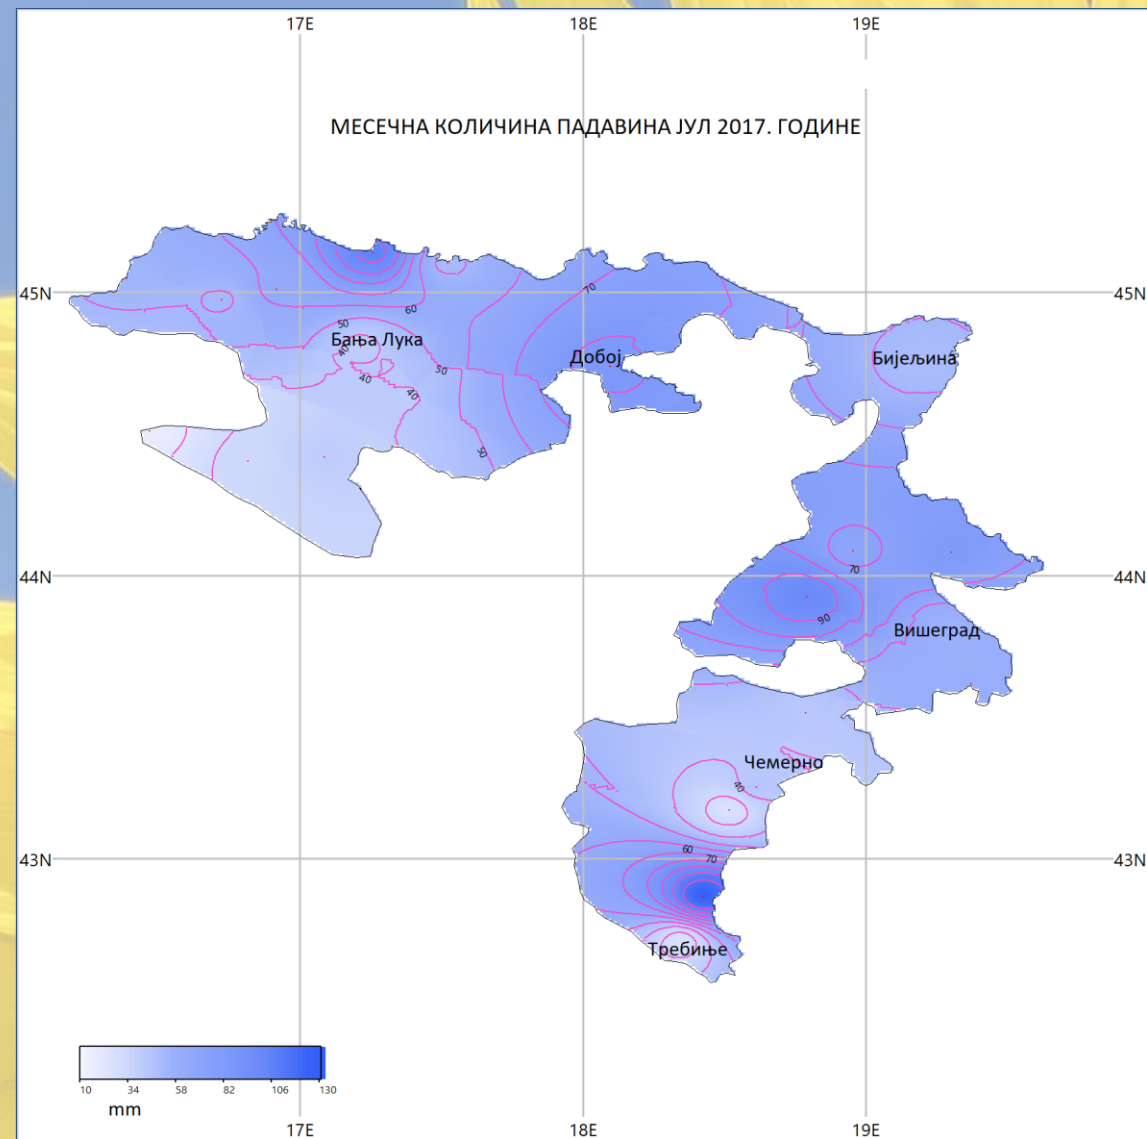 17E 18E 19E
МЕСЕЧНА КОЛИЧИНА ПАДАВИНА ЈУЛ 2017. ГОДИНЕ
45N 45N
70
60
50
Бања Лука
40
Добој
Бијељина
50
40
40
50
44N 44N
70
90
Вишеград
Чемерно
40
60
70
43N 43N
Требиње
10 34 58 82 106 130
mm
17E 18E 19E